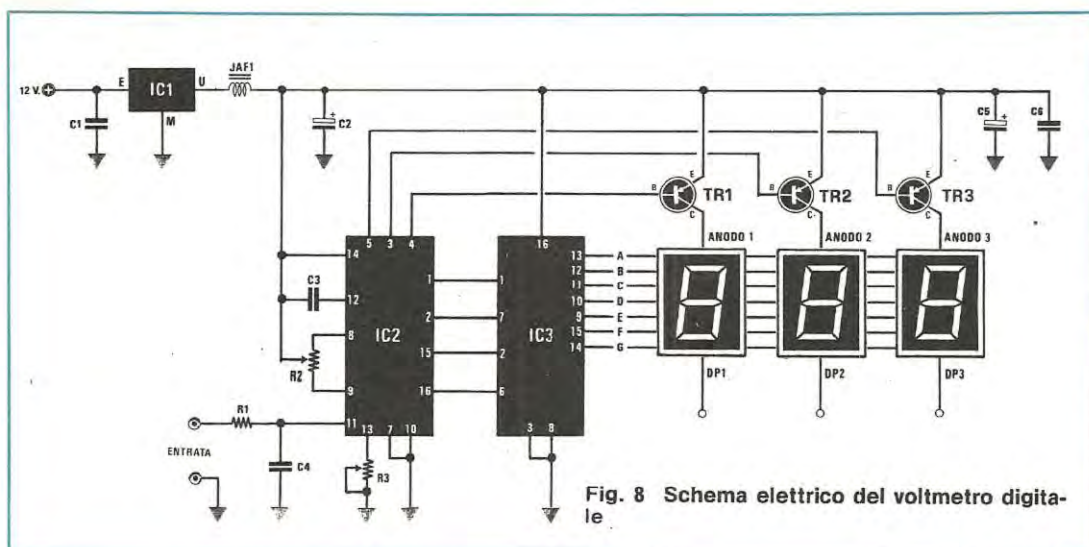 12 V.
E
IC1
U
M
JAF1
C1
C2
C5
C6
B
E
C
TR1
B
E
C
TR2
B
E
C
TR3
5 3 4
14
12
8
9
11
13 7 10
1
2
15
16
IC2
C3
R2
R1
ENTRATA
C4
R3
16
1
7
2
6
3 8
IC3
13 A
12 B
11 C
10 D
9 E
15 F
14 G
ANODO 1
ANODO 2
ANODO 3
DP1
DP2
DP3
Fig. 8 Schema elettrico del voltmetro digita-
le